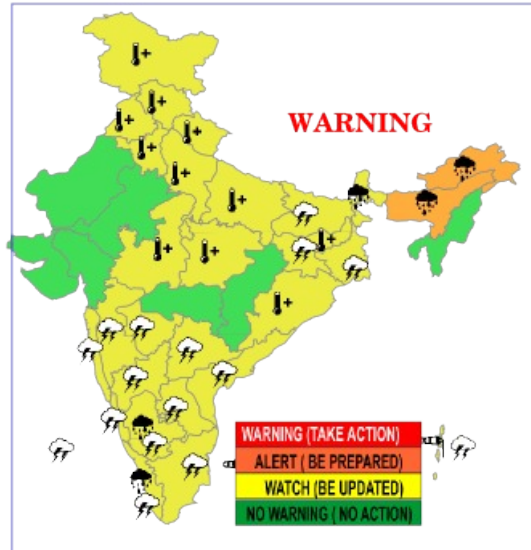 WARNING
WARNING (TAKE ACTION)
ALERT ( BE PREPARED)
WATCH (BE UPDATED)
NO WARNING ( NO ACTION)